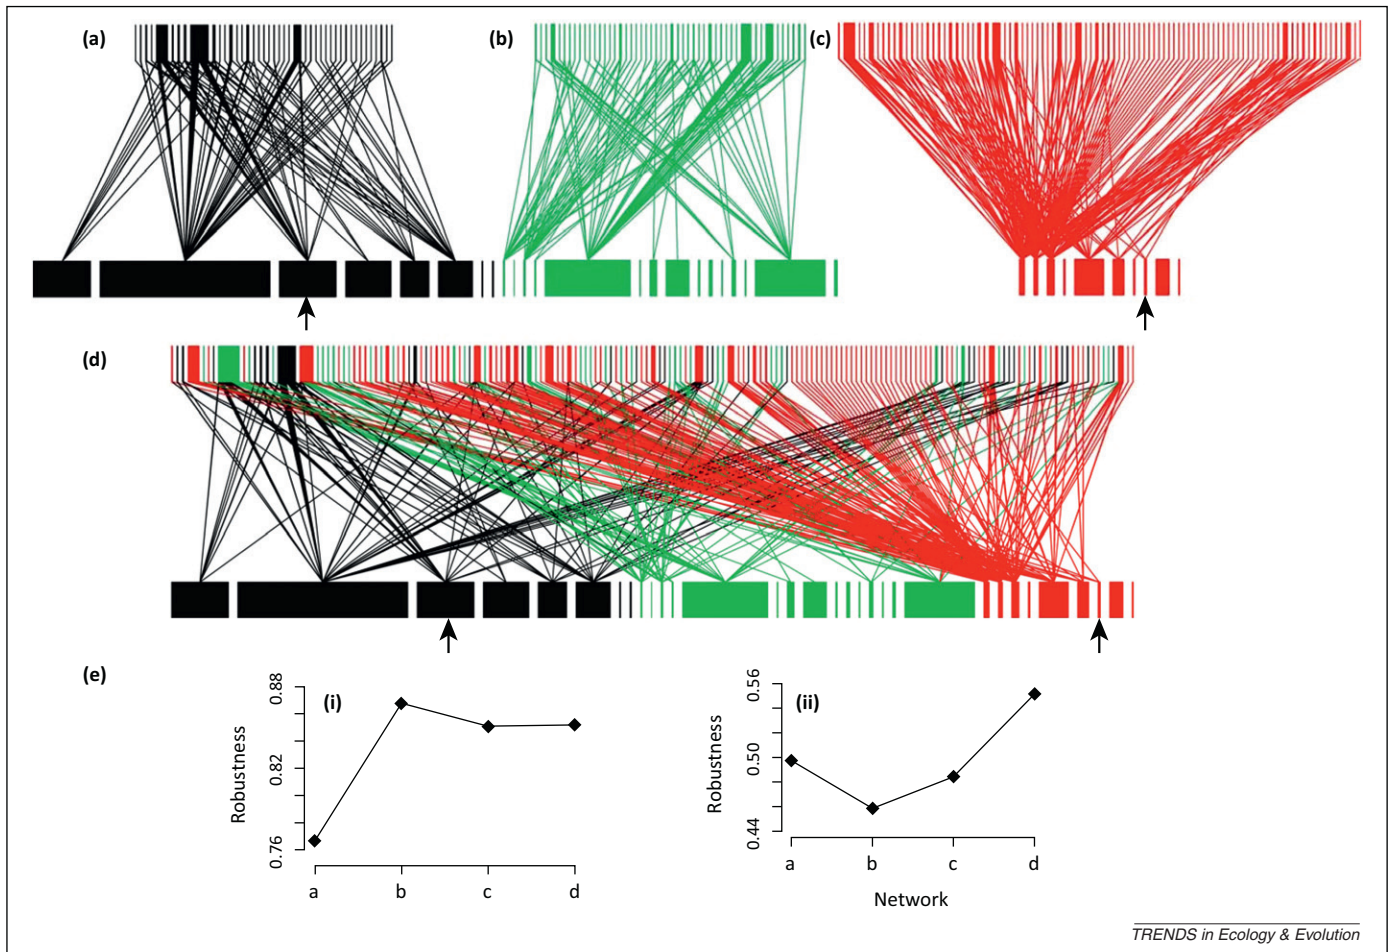 (a)
(b)
(c)
(d)
(e)
(i)
0.88
0.82
0.76
Robustness
a b c d
(ii)
0.56
0.50
0.44
Robustness
a b c d
Network
TRENDS in Ecology & Evolution